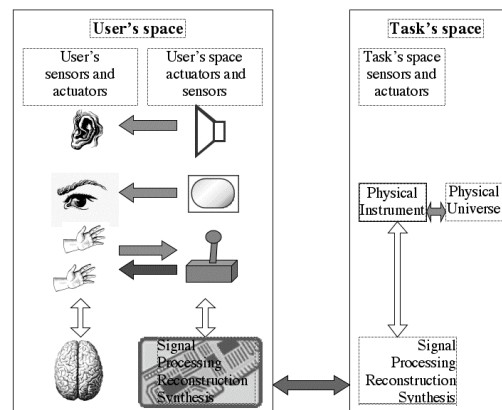 User's space
User's
sensors and
actuators
User's space
actuators and
sensors
Signal
Processing
Reconstruction
Synthesis
Task's space
Task's space
sensors and
actuators
Physical
Instrument
Physical
Universe
Signal
Processing
Reconstruction
Synthesis